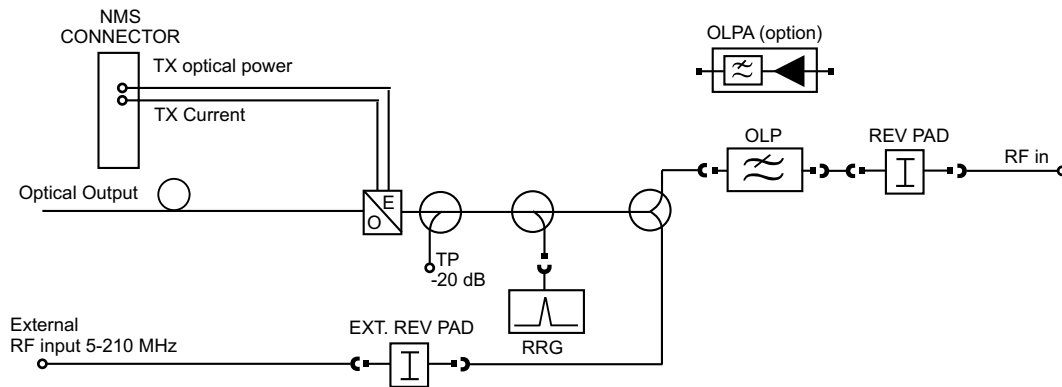 NMS
CONNECTOR
TX optical power
TX Current
OLPA (option)
OLP
REV PAD
RF in
Optical Output
E
O
TP
-20 dB
RRG
External
RF input 5-210 MHz
EXT. REV PAD